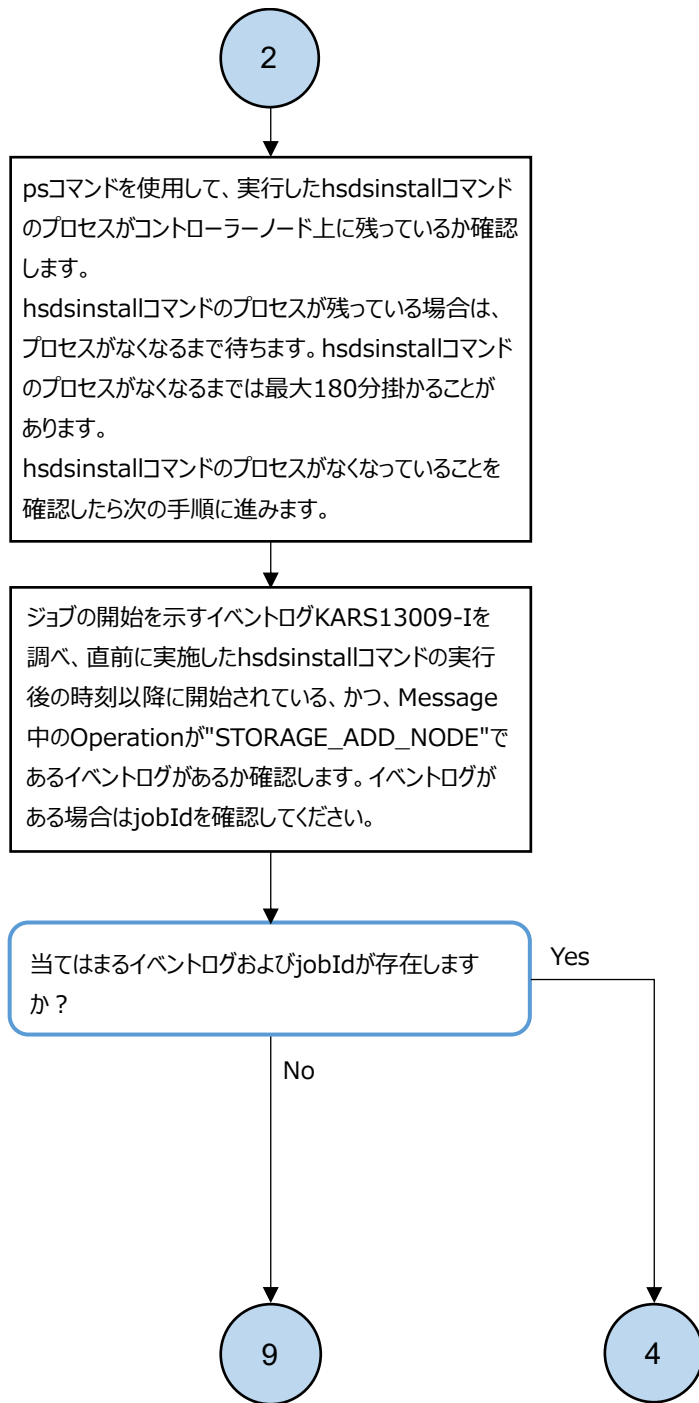 2
psコマンドを使用して、実行したhsdsinstallコマンド
のプロセスがコントローラーノード上に残っているか確認
します。
hsdsinstallコマンドのプロセスが残っている場合は、
プロセスがなくなるまで待ちます。hsdsinstallコマンド
のプロセスがなくなるまでは最大180分掛かることが
あります。
hsdsinstallコマンドのプロセスがなくなっていることを
確認したら次の手順に進みます。
ジョブの開始を示すイベントログKARS13009-Iを
調べ、直前に実施したhsdsinstallコマンドの実行
後の時刻以降に開始されている、かつ、Message
中のOperationが"STORAGE_ADD_NODE"で
あるイベントログがあるか確認します。イベントログが
ある場合はjobIdを確認してください。
当てはまるイベントログおよびjobIdが存在します
か？
Yes
No
9
4